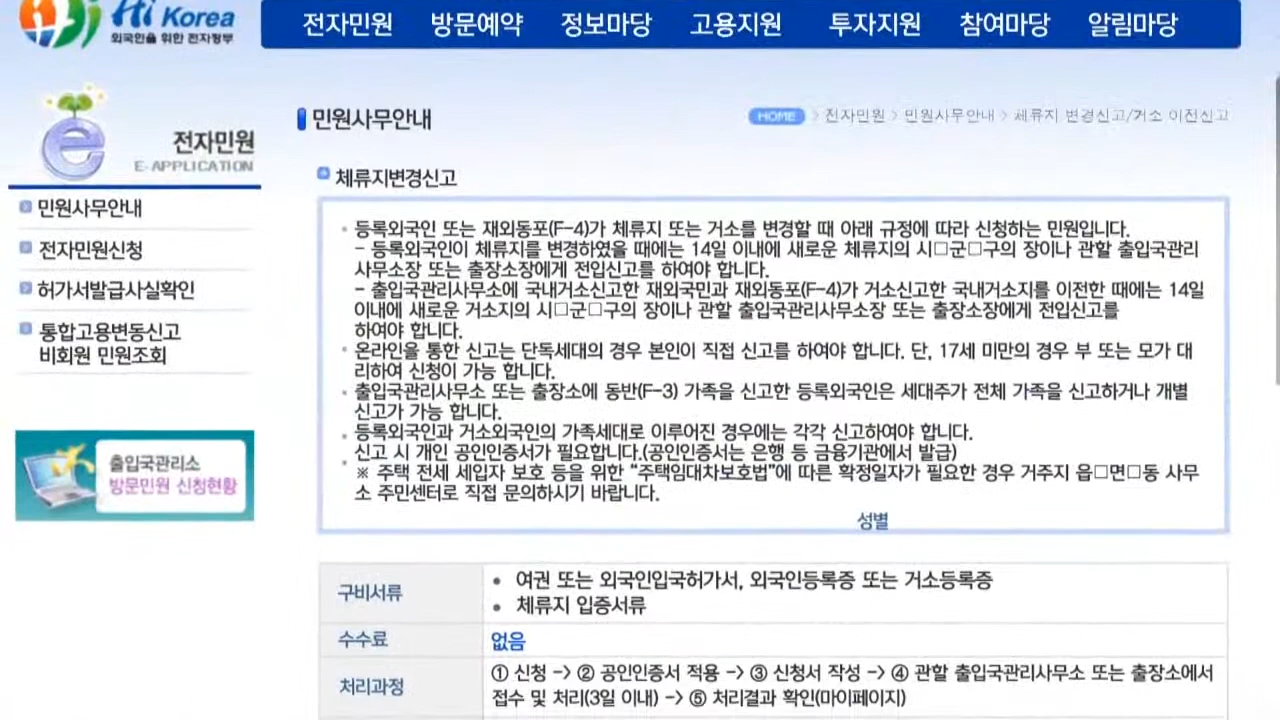 Hi Korea
외국인을 위한 전자정부
전자민원 방문예약 정보마당 고용지원 투자지원 참여마당 알림마당
전자민원
E-APPLICATION
민원사무안내
전자민원신청
허가서발급사실확인
통합고용변동신고
비회원 민원조회
출입국관리소
방문민원 신청현황
민원사무안내
HOME > 전자민원 > 민원사무안내 > 체류지 변경신고/거소 이전신고
체류지변경신고
등록외국인 또는 재외동포(F-4)가 체류지 또는 거소를 변경할 때 아래 규정에 따라 신청하는 민원입니다.
- 등록외국인이 체류지를 변경하였을 때에는 14일 이내에 새로운 체류지의 시□군□구의 장이나 관할 출입국관리
사무소장 또는 출장소장에게 전입신고를 하여야 합니다.
- 출입국관리사무소에 국내거소신고한 재외국민과 재외동포(F-4)가 거소신고한 국내거소지를 이전한 때에는 14일
이내에 새로운 거소지의 시□군□구의 장이나 관할 출입국관리사무소장 또는 출장소장에게 전입신고를
하여야 합니다.
온라인을 통한 신고는 단독세대의 경우 본인이 직접 신고를 하여야 합니다. 단, 17세 미만의 경우 부 또는 모가 대
리하여 신청이 가능 합니다.
출입국관리사무소 또는 출장소에 동반(F-3) 가족을 신고한 등록외국인은 세대주가 전체 가족을 신고하거나 개별
신고가 가능 합니다.
등록외국인과 거소외국인의 가족세대로 이루어진 경우에는 각각 신고하여야 합니다.
신고 시 개인 공인인증서가 필요합니다.(공인인증서는 은행 등 금융기관에서 발급)
※ 주택 전세 세입자 보호 등을 위한 “주택임대차보호법”에 따른 확정일자가 필요한 경우 거주지 읍□면□동 사무
소 주민센터로 직접 문의하시기 바랍니다.
성별
구비서류
• 여권 또는 외국인입국허가서, 외국인등록증 또는 거소등록증
• 체류지 입증서류
수수료
없음
처리과정
① 신청 -> ② 공인인증서 적용 -> ③ 신청서 작성 -> ④ 관할 출입국관리사무소 또는 출장소에서
접수 및 처리(3일 이내) -> ⑤ 처리결과 확인(마이페이지)